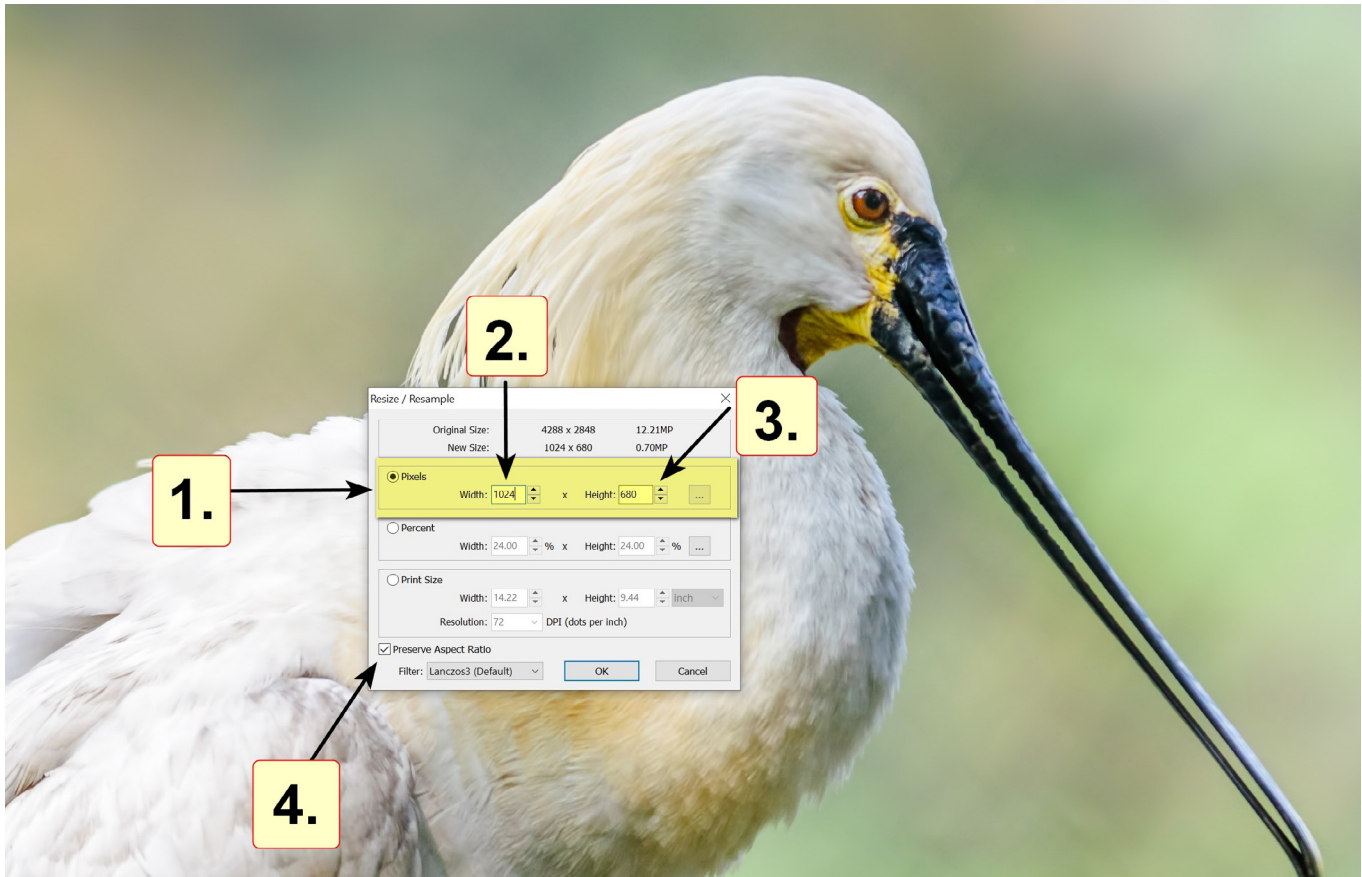 2.
3.
1.
4.
Resize / Resample
Original Size: 4288 x 2848 12.21MP
New Size: 1024 x 680 0.70MP
Pixels
Width: 1024 x Height: 680 ...
Percent
Width: 24.00 % x Height: 24.00 % ...
Print Size
Width: 14.22 x Height: 9.44 inch
Resolution: 72 DPI (dots per inch)
Preserve Aspect Ratio
Filter: Lanczos3 (Default) OK Cancel